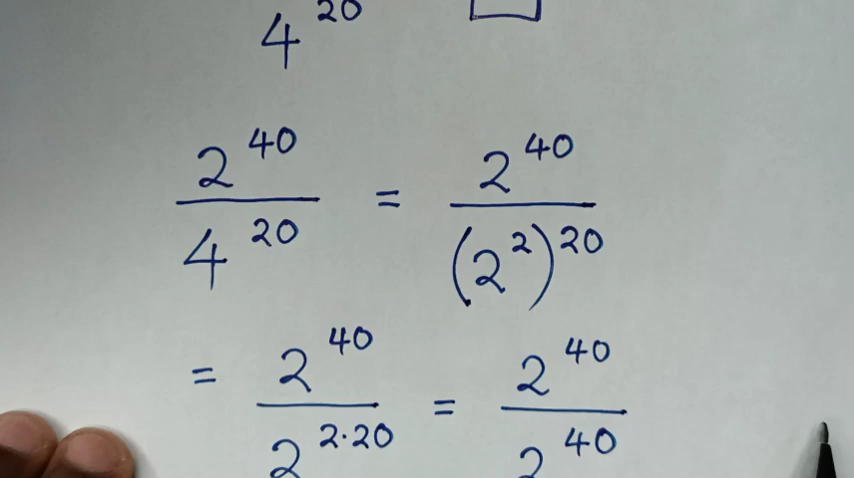 4^20
2^40 / 4^20 = 2^40 / (2^2)^20
= 2^40 / 2^(2·20) = 2^40 / 2^40